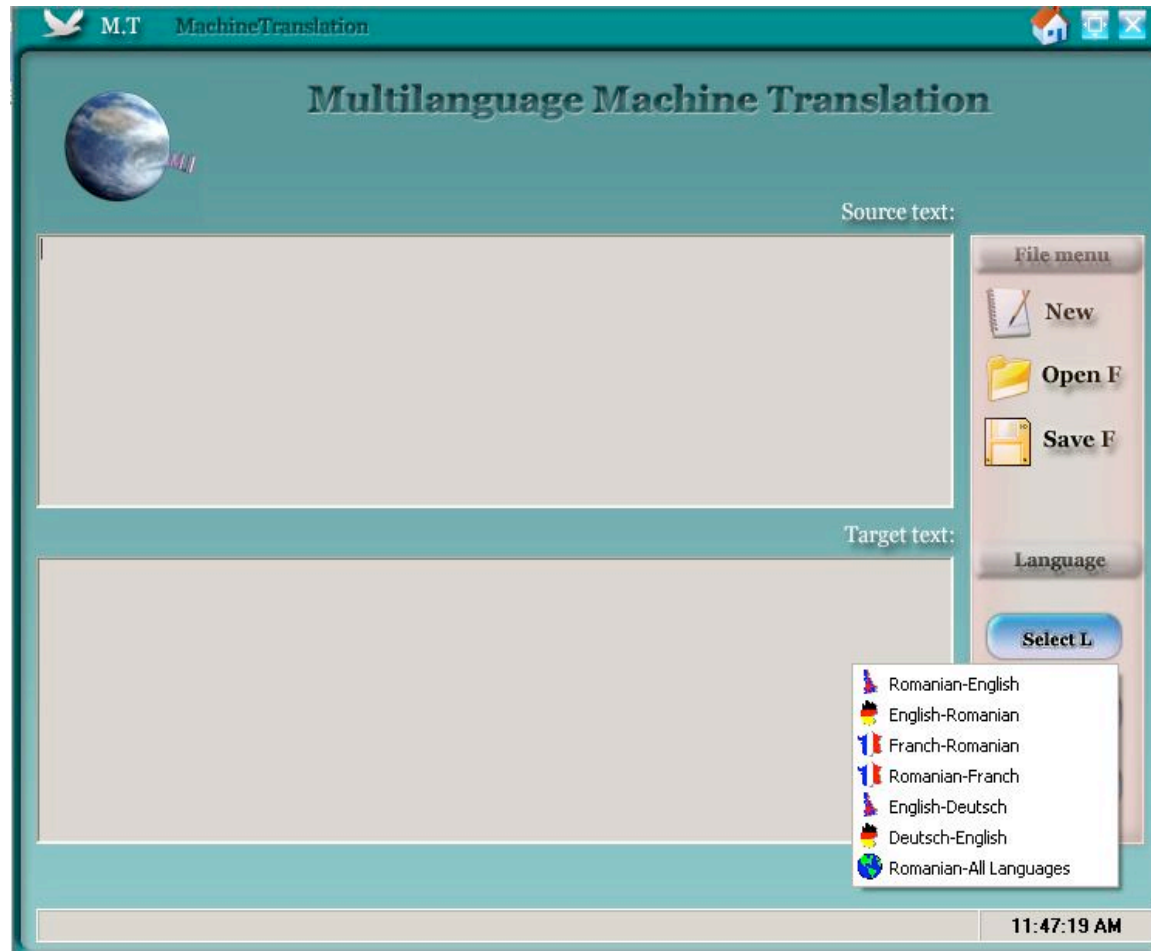 M.T MachineTranslation
Multilanguage Machine Translation
M.T
Source text:
File menu
New
Open F
Save F
Target text:
Language
Select L
Romanian-English
English-Romanian
Franch-Romanian
Romanian-Franch
English-Deutsch
Deutsch-English
Romanian-All Languages
11:47:19 AM